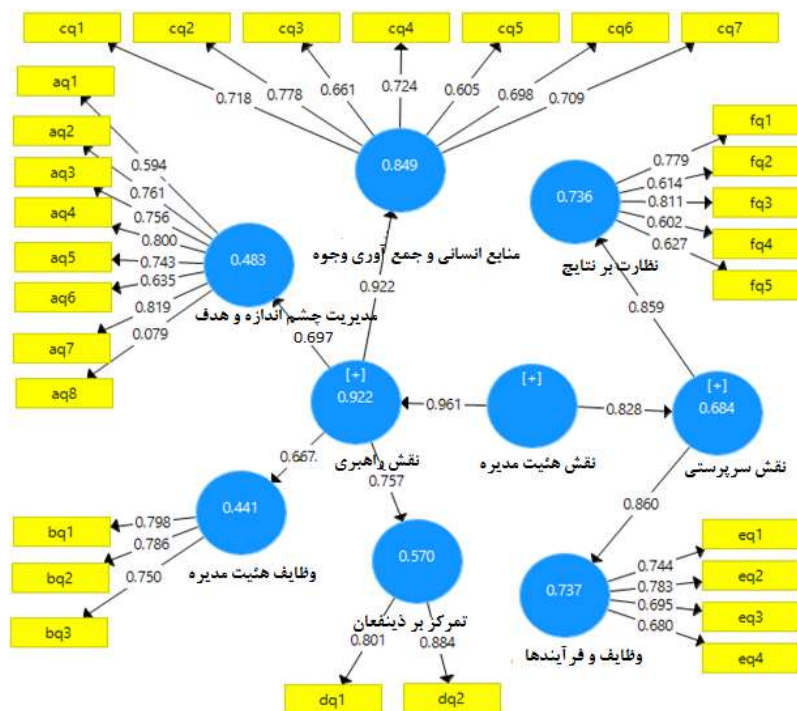 cq1 cq2 cq3 cq4 cq5 cq6 cq7
0.718 0.778 0.661 0.724 0.605 0.698 0.709
0.849
منابع انسانی و جمع آوری وجوه
aq1
aq2
aq3
aq4
aq5
aq6
aq7
aq8
0.594
0.761
0.756
0.800
0.743
0.635
0.819
0.079
0.483
مدیریت چشم اندازه و هدف
fq1
fq2
fq3
fq4
fq5
0.779
0.614
0.811
0.602
0.627
0.736
نظارت بر نتایج
0.922
0.697
0.859
[+]
0.922
نقش راهبری
0.961
[+]
نقش هئیت مدیره
0.828
[+]
0.684
نقش سرپرستی
0.667
0.757
0.860
bq1
bq2
bq3
0.798
0.786
0.750
0.441
وظایف هئیت مدیره
0.570
تمرکز بر ذینفعان
0.801 0.884
dq1 dq2
0.737
وظایف و فرآیندها
0.744
0.783
0.695
0.680
eq1
eq2
eq3
eq4